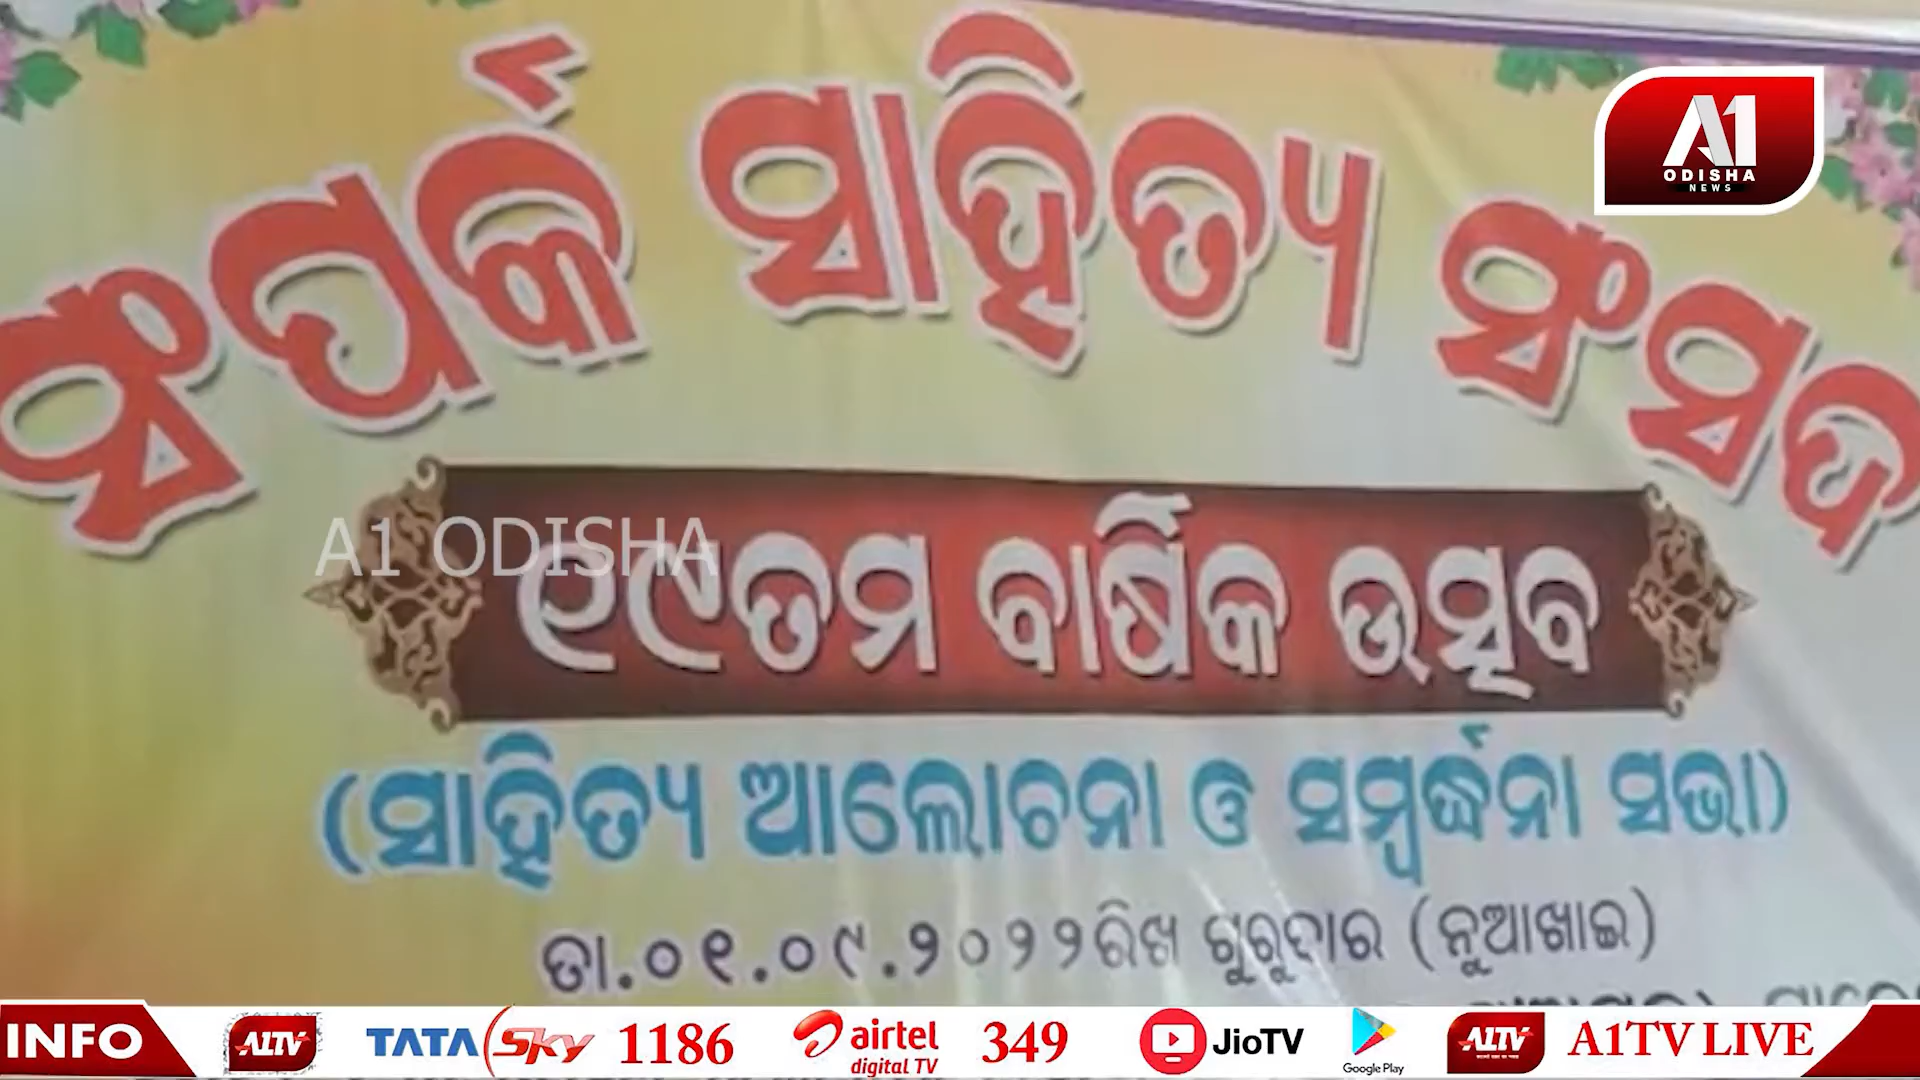 ସଂପର୍କ ସାହିତ୍ୟ ସଂସଦ
A1
ODISHA
NEWS
A1 ODISHA
୧୯ତମ ବାର୍ଷିକ ଉତ୍ସବ
(ସାହିତ୍ୟ ଆଲୋଚନା ଓ ସମ୍ବର୍ଦ୍ଧନା ସଭା)
ତା.୦୧.୦୯.୨୦୨୨ରିଖ ଗୁରୁବାର (ନୂଆଖାଇ)
INFO A1TV TATA Sky 1186 airtel digital TV 349 JioTV Google Play A1TV A1TV LIVE